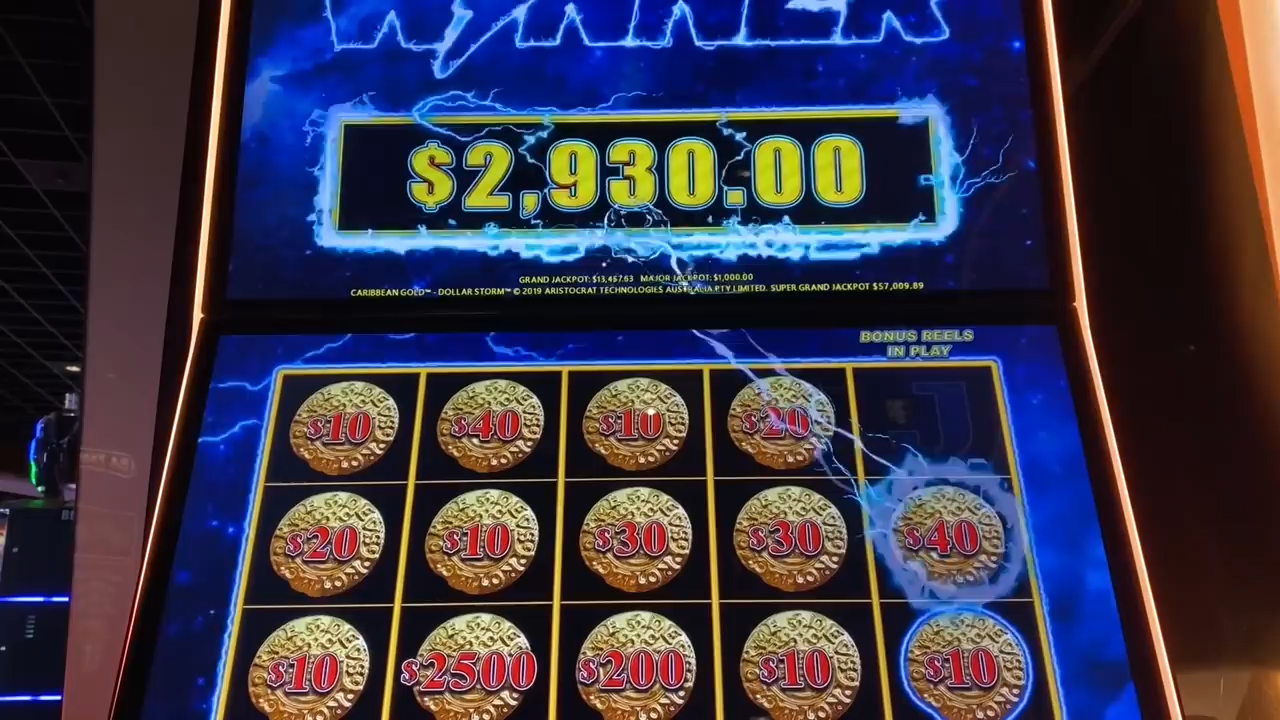 WINNER
$2,930.00
GRAND JACKPOT: $13,457.63 MAJOR JACKPOT: $1,000.00
CARIBBEAN GOLD™ - DOLLAR STORM™ © 2019 ARISTOCRAT TECHNOLOGIES AUSTRALIA PTY LIMITED. SUPER GRAND JACKPOT $57,009.89
BONUS REELS
IN PLAY
$10 $40 $10 $20 J
$20 $10 $30 $30 $40
$10 $2500 $200 $10 $10